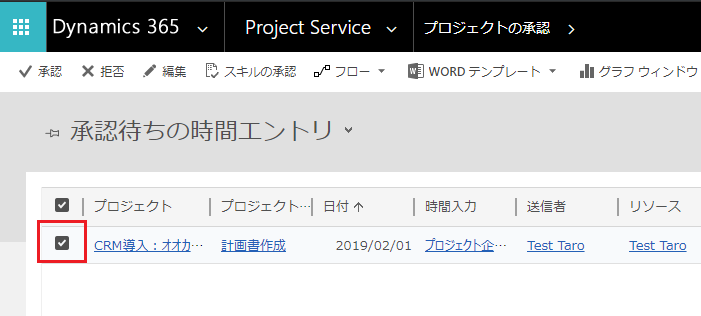 Dynamics 365 Project Service プロジェクトの承認
承認 拒否 編集 スキルの承認 フロー WORD テンプレート グラフ ウィンドウ
承認待ちの時間エントリ
プロジェクト プロジェクト… 日付 時間入力 送信者 リソース
CRM導入：オオカ… 計画書作成 2019/02/01 プロジェクト企… Test Taro Test Taro